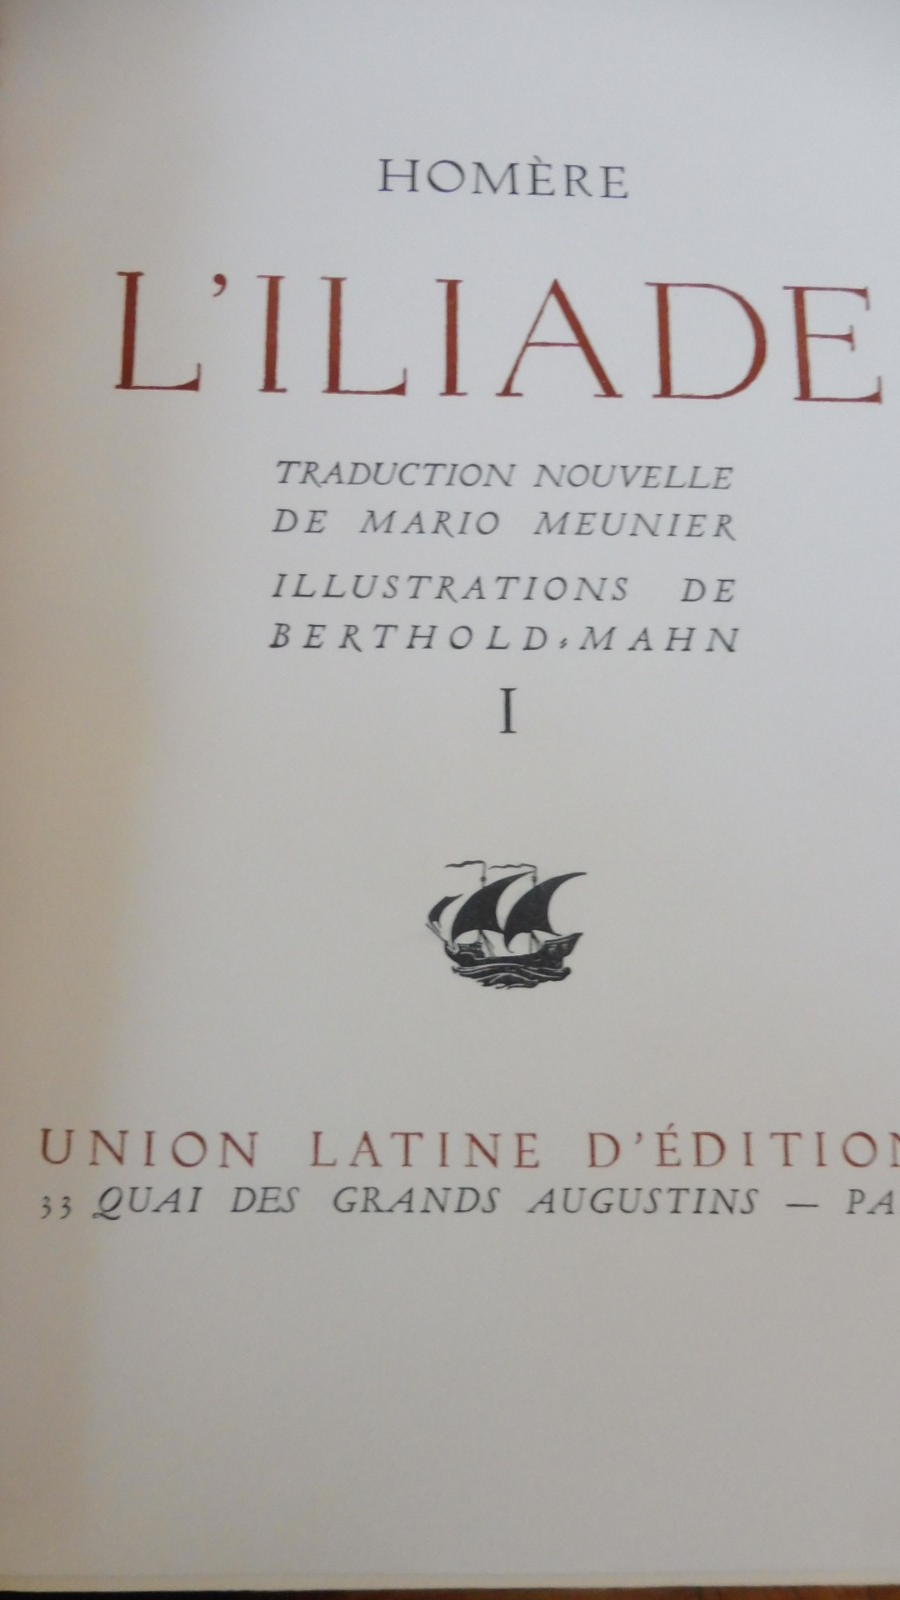 HOMÈRE
L'ILIADE
TRADUCTION NOUVELLE
DE MARIO MEUNIER
ILLUSTRATIONS DE
BERTHOLD-MAHN
I
UNION LATINE D'ÉDITION
33 QUAI DES GRANDS AUGUSTINS — PA